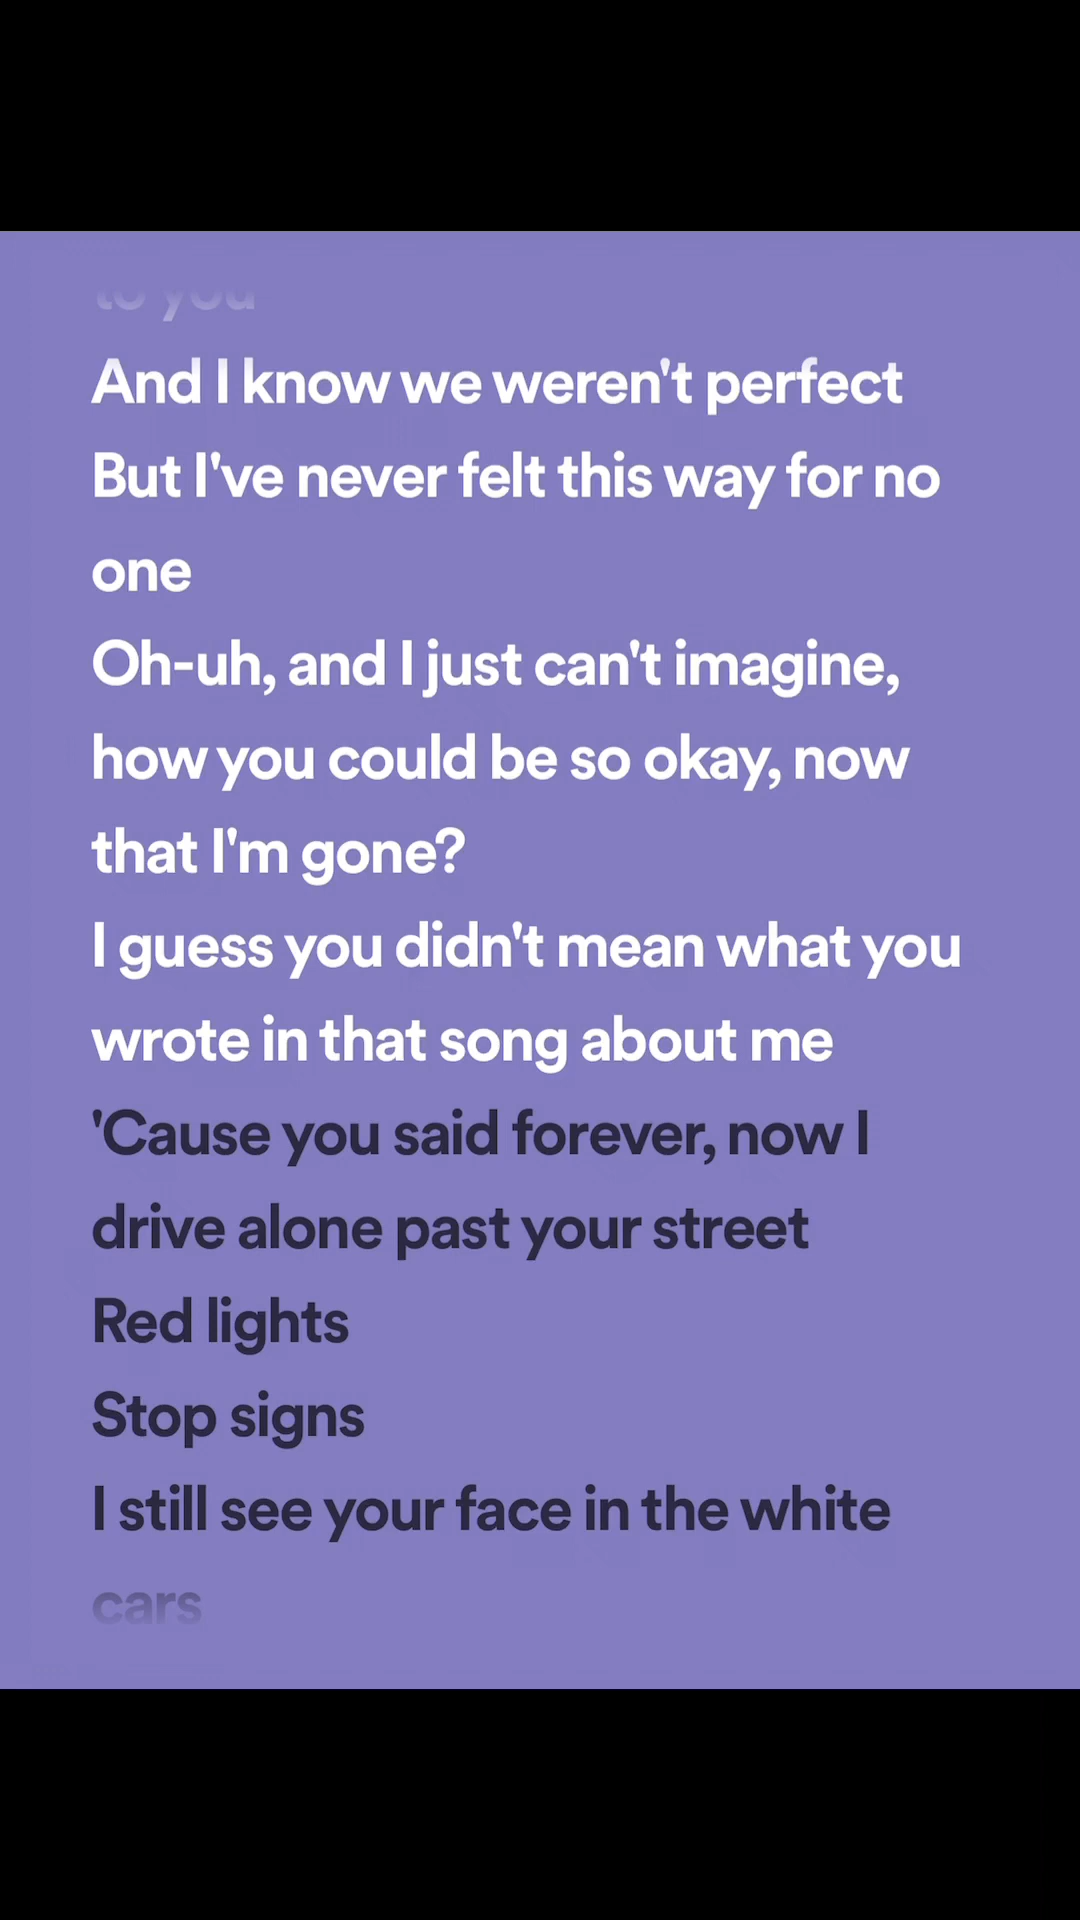 to you
And I know we weren't perfect
But I've never felt this way for no
one
Oh-uh, and I just can't imagine,
how you could be so okay, now
that I'm gone?
I guess you didn't mean what you
wrote in that song about me
'Cause you said forever, now I
drive alone past your street
Red lights
Stop signs
I still see your face in the white
cars